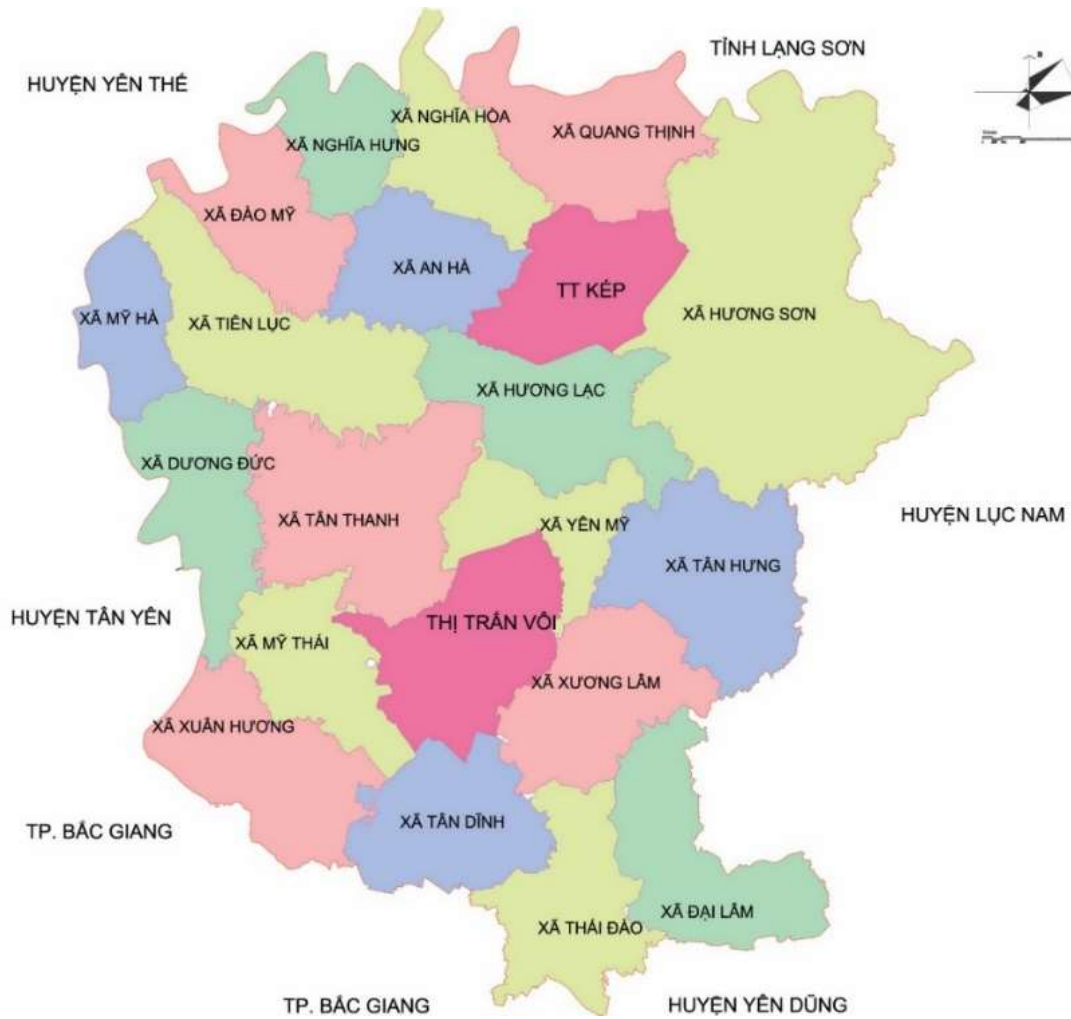 TỈNH LẠNG SƠN
HUYỆN YÊN THẾ
XÃ NGHĨA HÒA
XÃ QUANG THỊNH
XÃ NGHĨA HƯNG
XÃ ĐÀO MỸ
XÃ AN HÀ
TT KÉP
XÃ MỸ HÀ
XÃ TIÊN LỤC
XÃ HƯƠNG SƠN
XÃ HƯƠNG LẠC
XÃ DƯƠNG ĐỨC
XÃ TÂN THANH
XÃ YÊN MỸ
HUYỆN LỤC NAM
XÃ TÂN HƯNG
HUYỆN TÂN YÊN
THỊ TRẤN VÔI
XÃ MỸ THÁI
XÃ XƯƠNG LÂM
XÃ XUÂN HƯƠNG
TP. BẮC GIANG
XÃ TÂN DĨNH
XÃ ĐẠI LÂM
XÃ THÁI ĐÀO
TP. BẮC GIANG
HUYỆN YÊN DŨNG